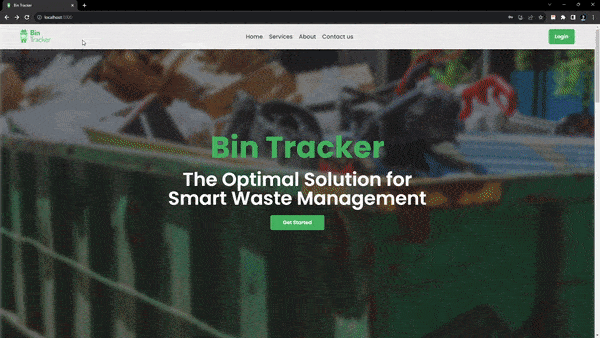 Bin Tracker
localhost:3000
Bin
Tracker
Home Services About Contact us
Login
Bin Tracker
The Optimal Solution for
Smart Waste Management
Get Started